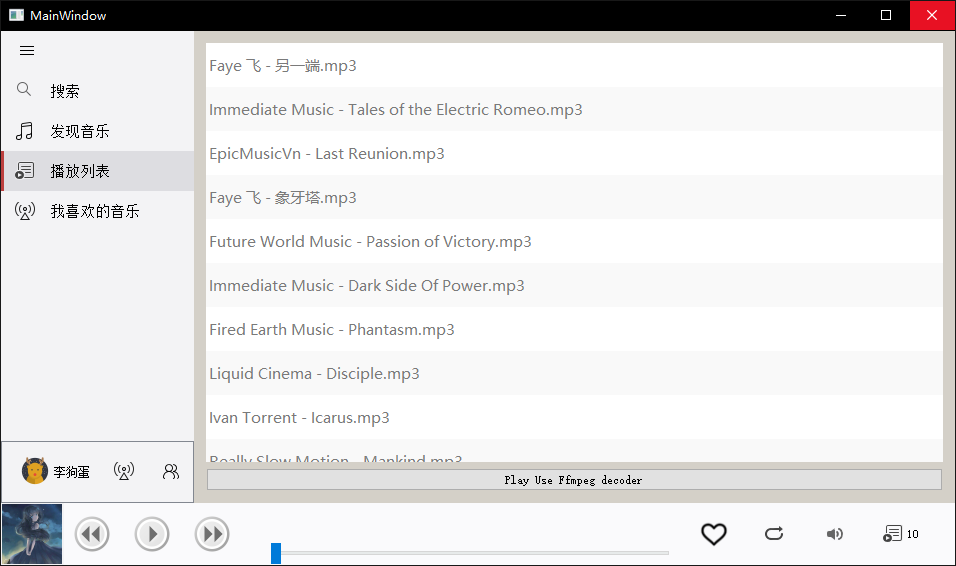 MainWindow
搜索
发现音乐
播放列表
我喜欢的音乐
Faye 飞 - 另一端.mp3
Immediate Music - Tales of the Electric Romeo.mp3
EpicMusicVn - Last Reunion.mp3
Faye 飞 - 象牙塔.mp3
Future World Music - Passion of Victory.mp3
Immediate Music - Dark Side Of Power.mp3
Fired Earth Music - Phantasm.mp3
Liquid Cinema - Disciple.mp3
Ivan Torrent - Icarus.mp3
Really Slow Motion - Mankind.mp3
Play Use Ffmpeg decoder
李狗蛋
10